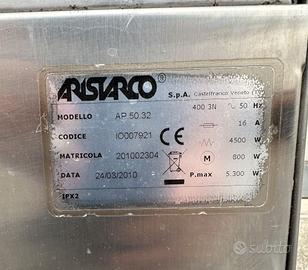 ARISTARCO ®
S.p.A. Castelfranco Veneto (TV)
400 3N ~ 50 Hz
MODELLO AP 50.32 16 A
CODICE IO007921 CE 4500 W
MATRICOLA 201002304 M 800 W
DATA 24/03/2010 P.max 5.300 W
IPX2
subito